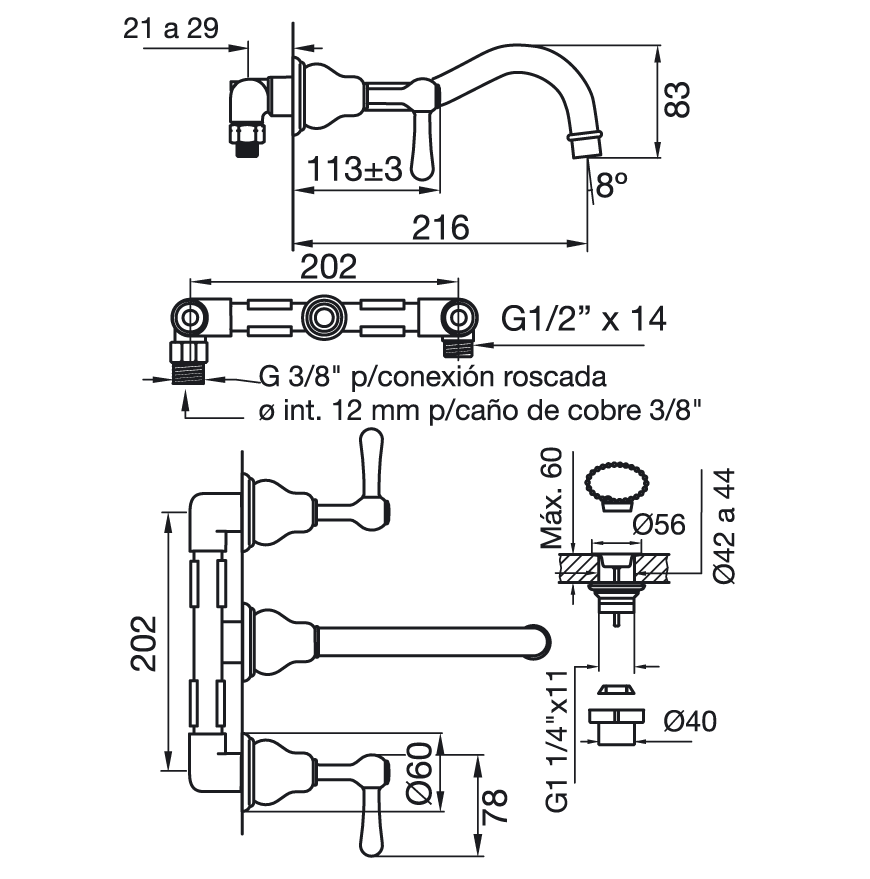 21 a 29
83
113±3
8º
216
202
G1/2” x 14
G 3/8" p/conexión roscada
ø int. 12 mm p/caño de cobre 3/8"
Máx. 60
Ø56
Ø42 a 44
202
G1 1/4"x11
Ø40
Ø60
78